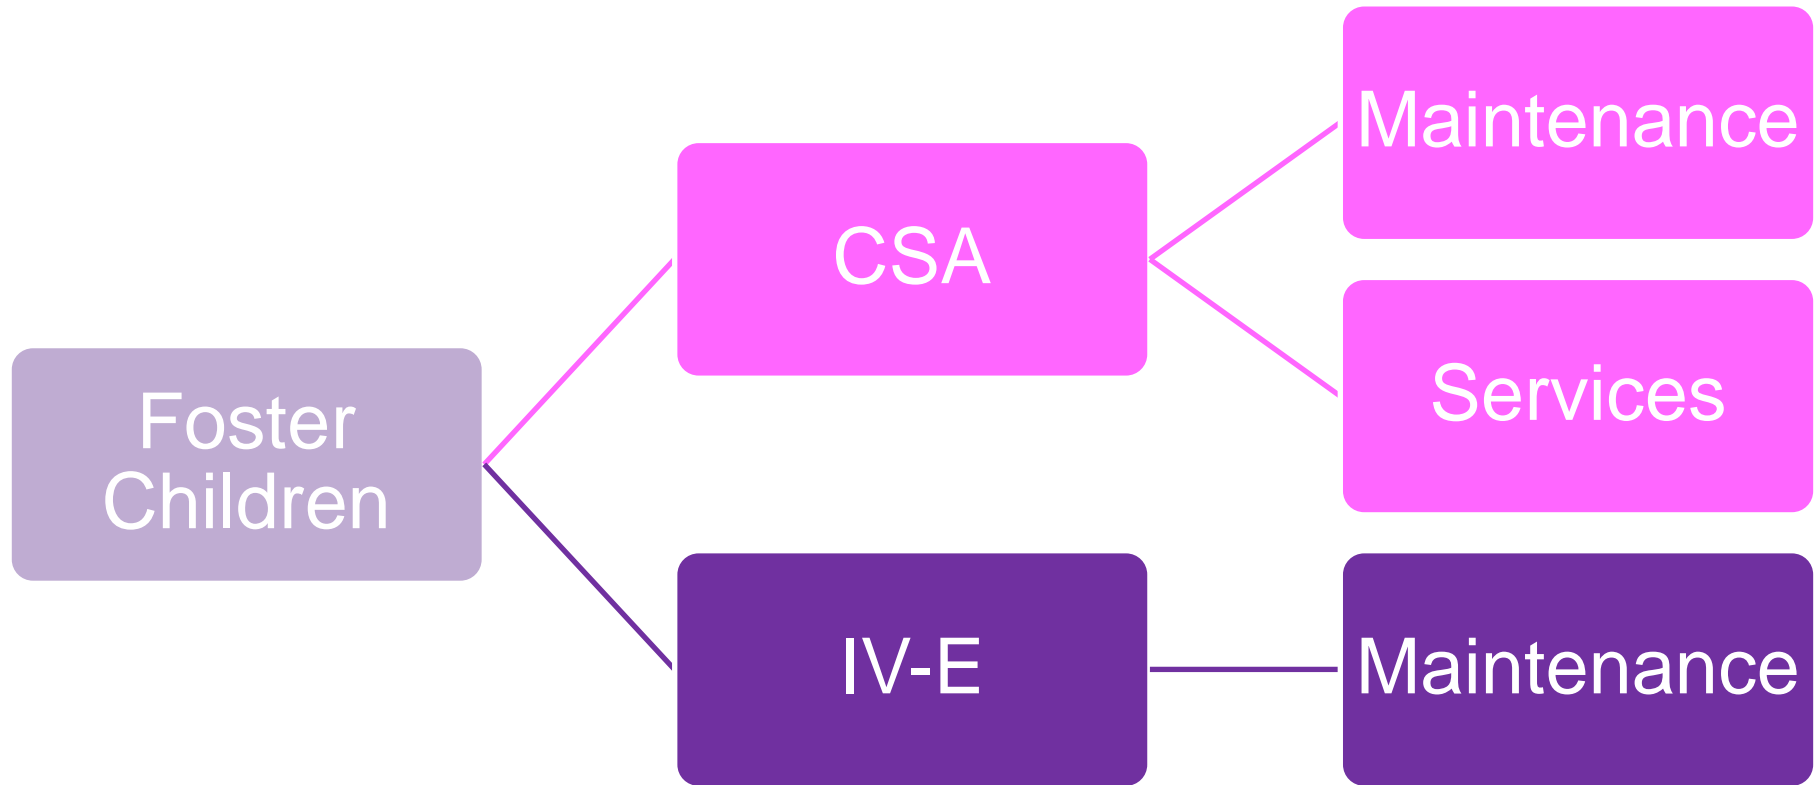 Foster
Children
CSA
Maintenance
Services
IV-E
Maintenance